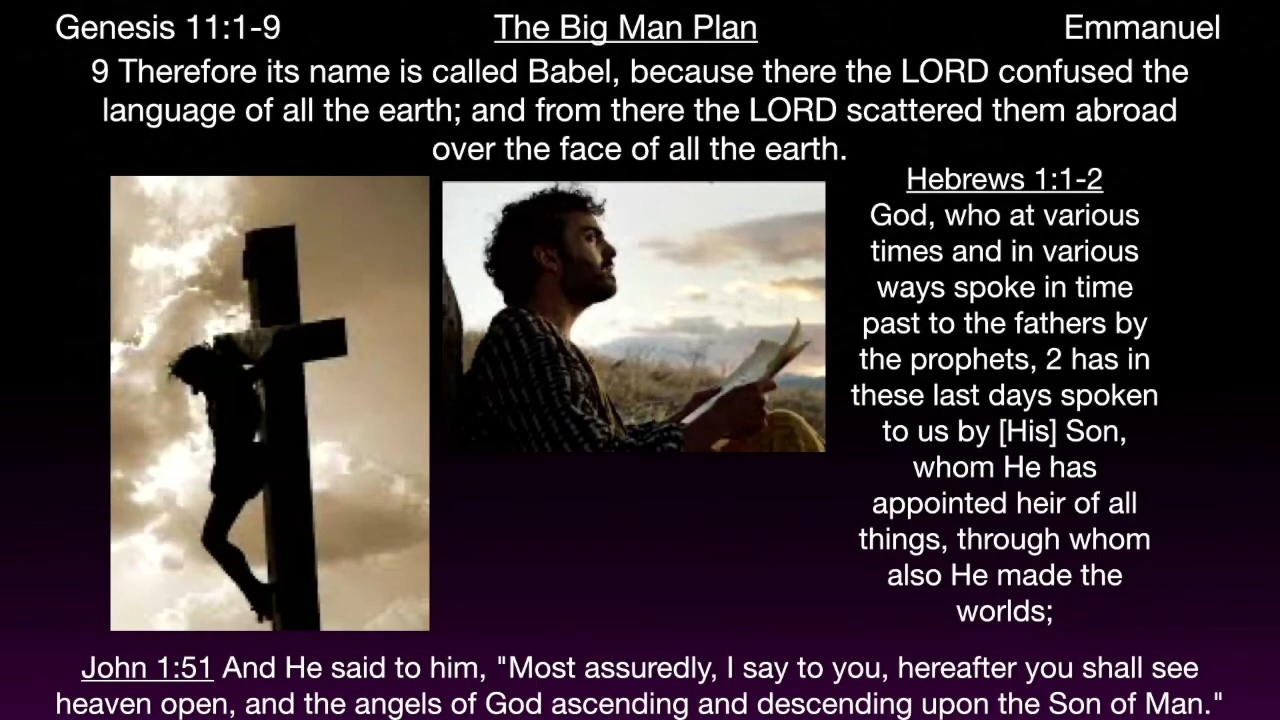 Genesis 11:1-9 The Big Man Plan Emmanuel
9 Therefore its name is called Babel, because there the LORD confused the
language of all the earth; and from there the LORD scattered them abroad
over the face of all the earth.
Hebrews 1:1-2
God, who at various
times and in various
ways spoke in time
past to the fathers by
the prophets, 2 has in
these last days spoken
to us by [His] Son,
whom He has
appointed heir of all
things, through whom
also He made the
worlds;
John 1:51 And He said to him, "Most assuredly, I say to you, hereafter you shall see
heaven open, and the angels of God ascending and descending upon the Son of Man."